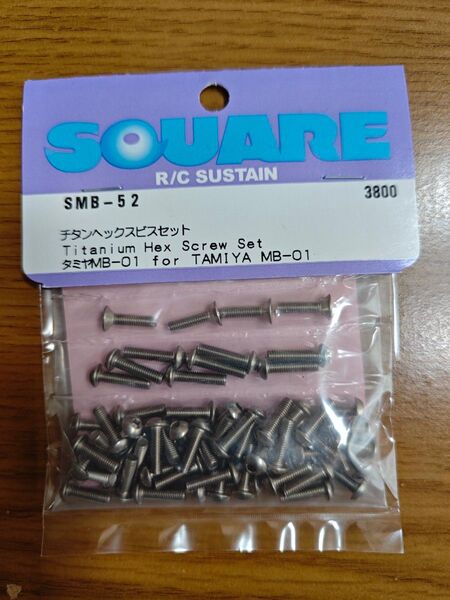 SQUARE
R/C SUSTAIN
SMB-52 3800
チタンヘックスビスセット
Titanium Hex Screw Set
タミヤMB-01 for TAMIYA MB-01